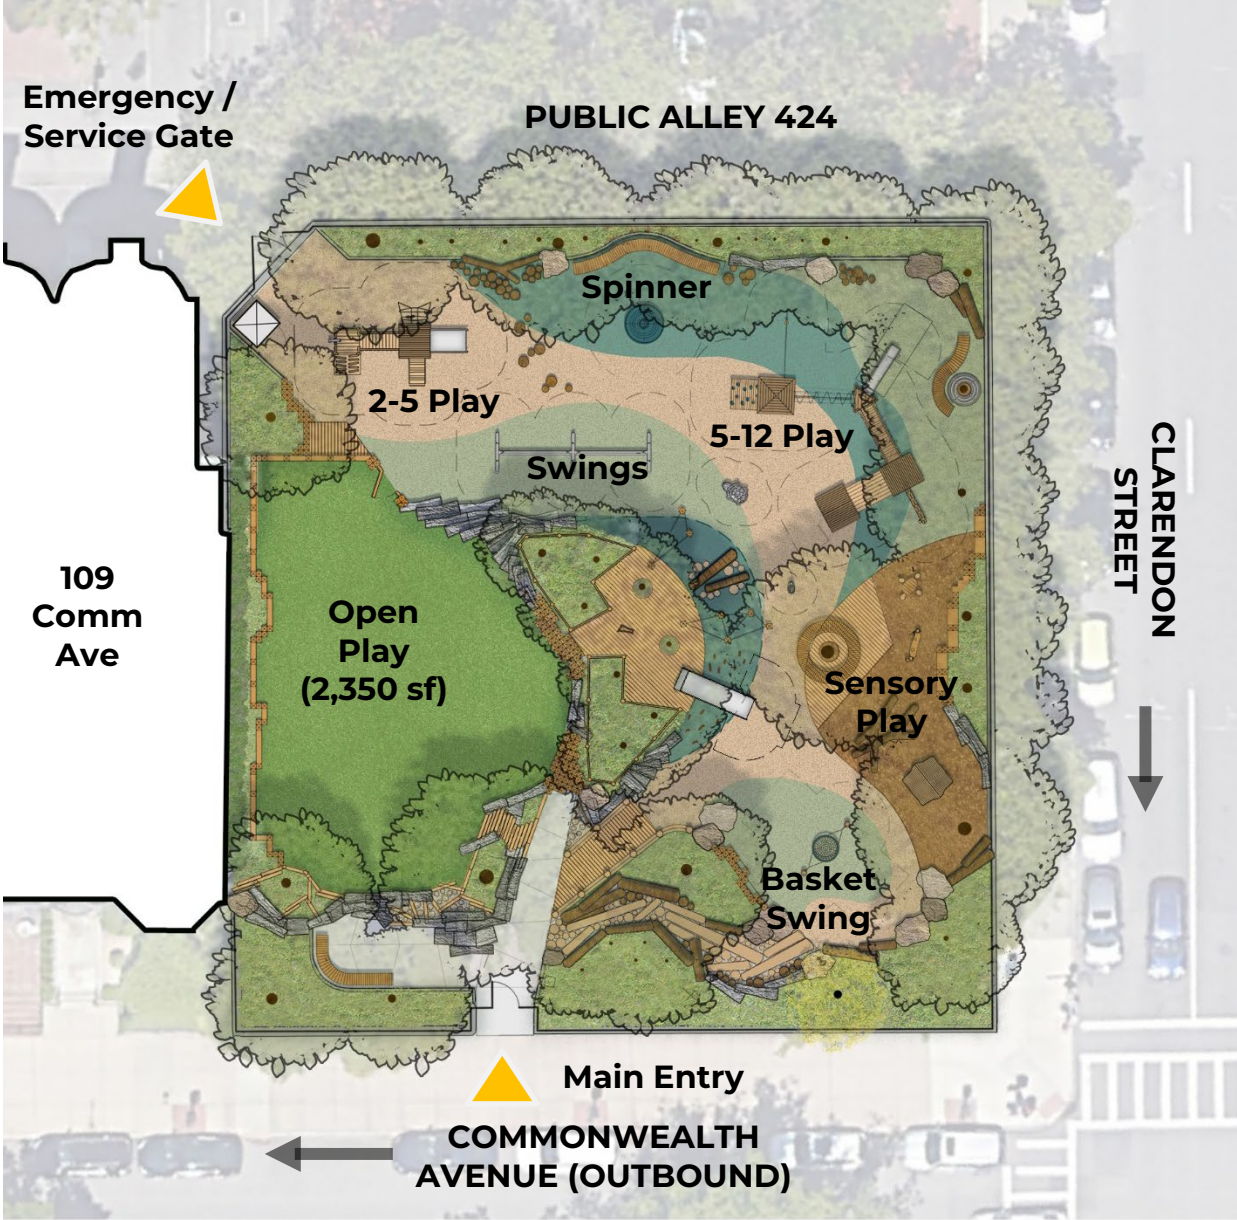 Emergency /
Service Gate
PUBLIC ALLEY 424
Spinner
2-5 Play
5-12 Play
Swings
CLARENDON
STREET
109
Comm
Ave
Open
Play
(2,350 sf)
Sensory
Play
Basket
Swing
Main Entry
COMMONWEALTH
AVENUE (OUTBOUND)